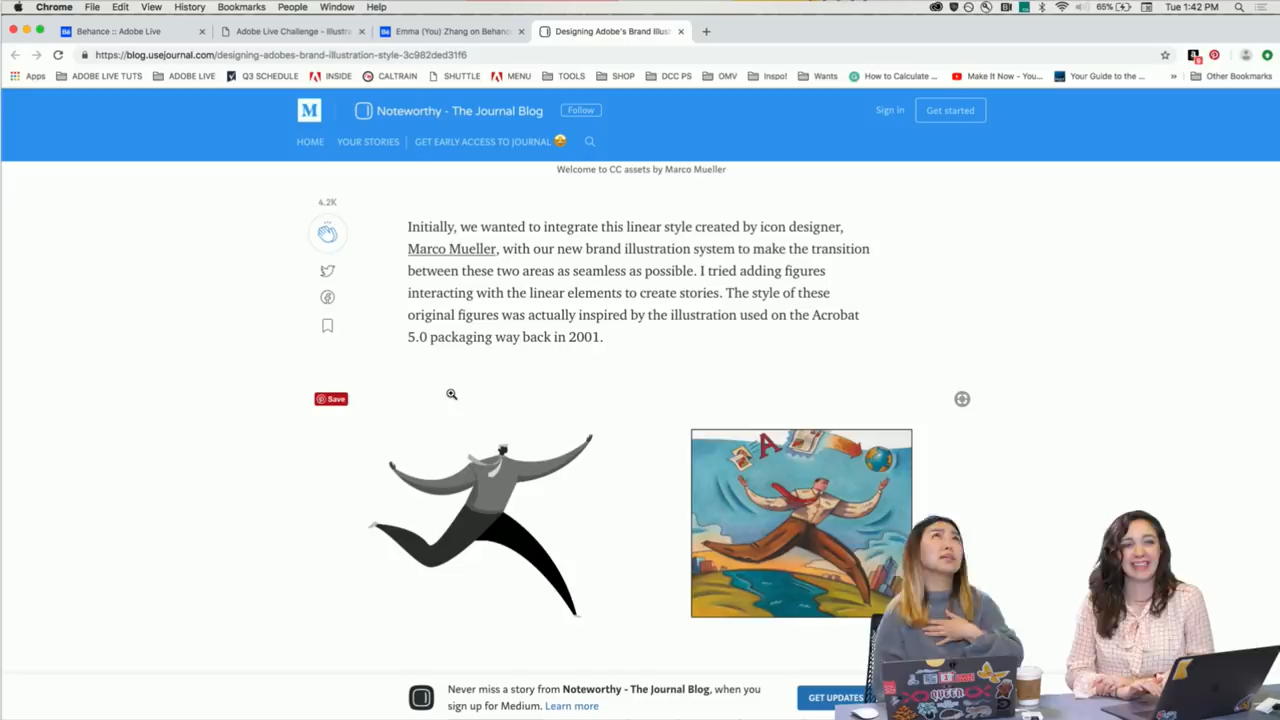 Chrome File Edit View History Bookmarks People Window Help
65% Tue 1:42 PM
Behance :: Adobe Live
Adobe Live Challenge - Illustra
Emma (You) Zhang on Behanc
Designing Adobe's Brand Illust
https://blog.usejournal.com/designing-adobes-brand-illustration-style-3c982ded31f6
Apps ADOBE LIVE TUTS ADOBE LIVE Q3 SCHEDULE INSIDE CALTRAIN SHUTTLE MENU TOOLS SHOP DCC PS OMV Inspo! Wants How to Calculate ... Make It Now - You... Your Guide to the ... » Other Bookmarks
M Noteworthy - The Journal Blog Follow Sign in Get started
HOME YOUR STORIES GET EARLY ACCESS TO JOURNAL 🤩
Welcome to CC assets by Marco Mueller
4.2K
Initially, we wanted to integrate this linear style created by icon designer,
Marco Mueller, with our new brand illustration system to make the transition
between these two areas as seamless as possible. I tried adding figures
interacting with the linear elements to create stories. The style of these
original figures was actually inspired by the illustration used on the Acrobat
5.0 packaging way back in 2001.
Save
A
Never miss a story from Noteworthy - The Journal Blog, when you
sign up for Medium. Learn more
GET UPDATES
QUEEN